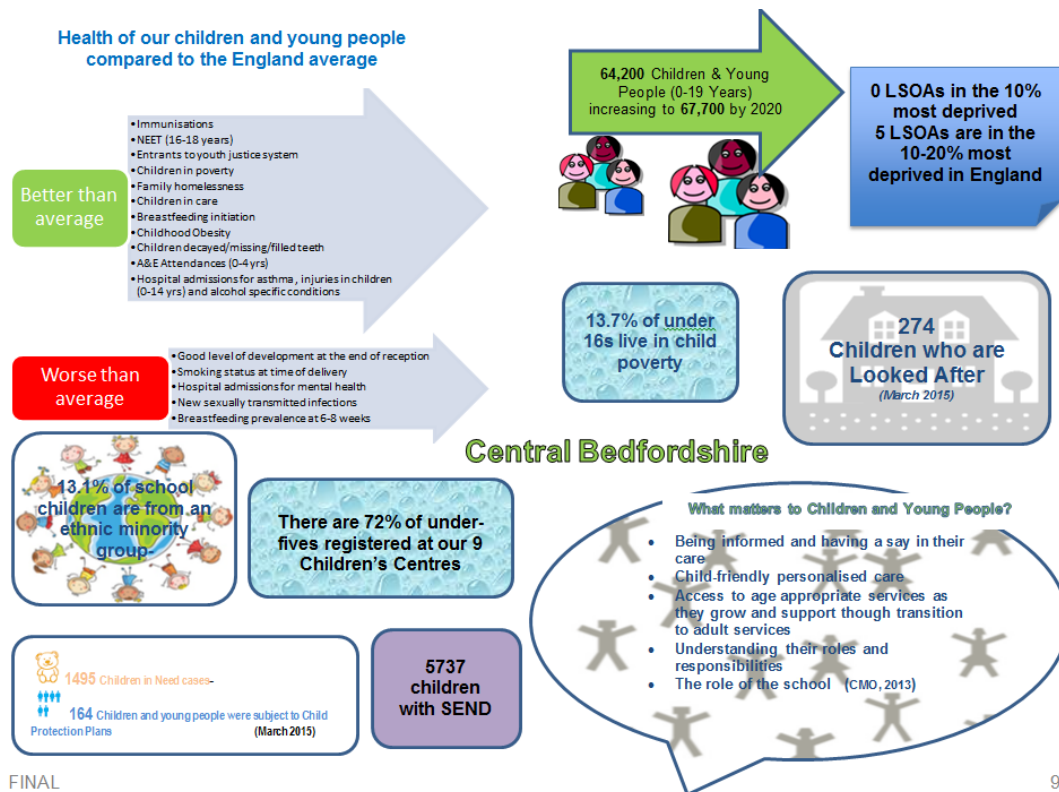 Health of our children and young people
compared to the England average
Better than
average
• Immunisations
• NEET (16-18 years)
• Entrants to youth justice system
• Children in poverty
• Family homelessness
• Children in care
• Breastfeeding initiation
• Childhood Obesity
• Children decayed/missing/filled teeth
• A&E Attendances (0-4yrs)
• Hospital admissions for asthma , injuries in children
(0-14 yrs) and alcohol specific conditions
64,200 Children & Young
People (0-19 Years)
increasing to 67,700 by 2020
0 LSOAs in the 10%
most deprived
5 LSOAs are in the
10-20% most
deprived in England
Worse than
average
• Good level of development at the end of reception
• Smoking status at time of delivery
• Hospital admissions for mental health
• New sexually transmitted infections
• Breastfeeding prevalence at 6-8 weeks
13.7% of under
16s live in child
poverty
274
Children who are
Looked After
(March 2015)
Central Bedfordshire
13.1% of school
children are from an
ethnic minority
group-
There are 72% of under-
fives registered at our 9
Children's Centres
What matters to Children and Young People?
• Being informed and having a say in their
care
• Child-friendly personalised care
• Access to age appropriate services as
they grow and support though transition
to adult services
• Understanding their roles and
responsibilities
• The role of the school (CMO, 2013)
1495 Children in Need cases-
164 Children and young people were subject to Child
Protection Plans (March 2015)
5737
children
with SEND
FINAL
9